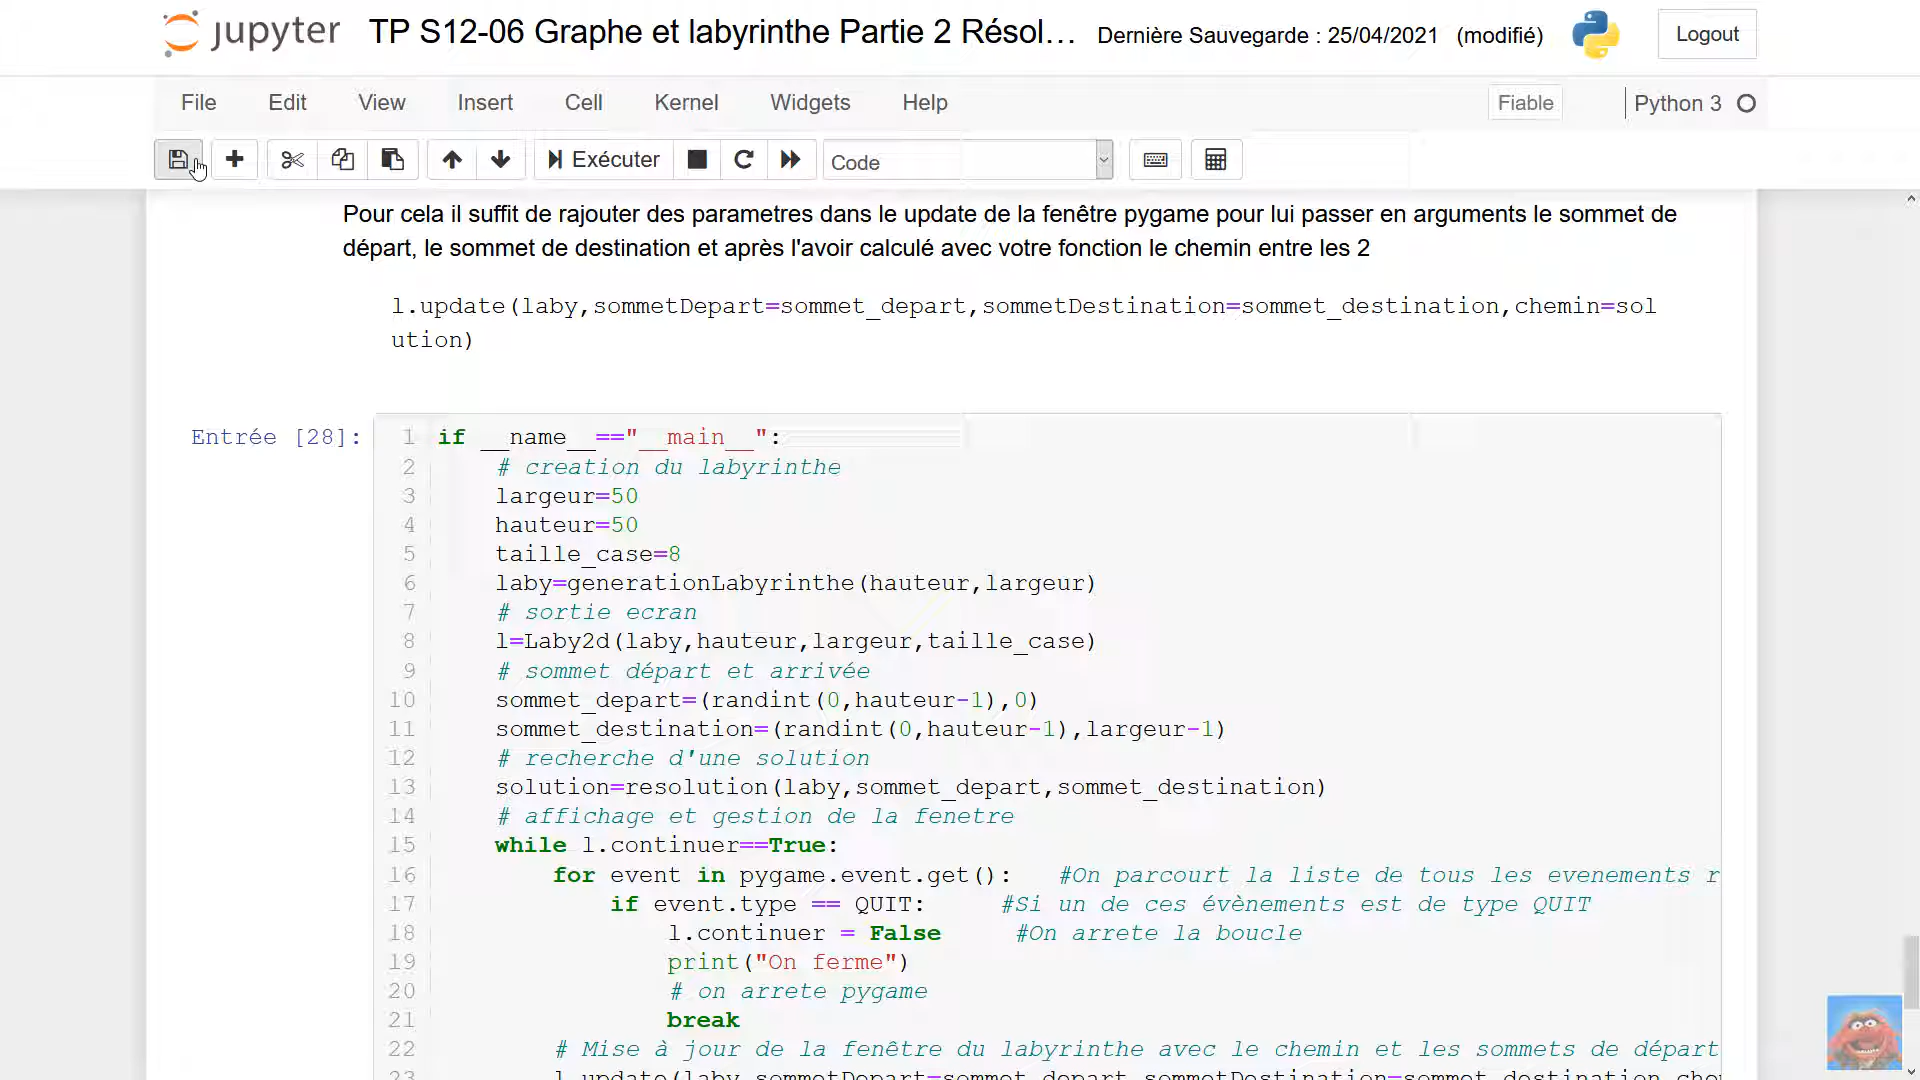 jupyter TP S12-06 Graphe et labyrinthe Partie 2 Résol... Dernière Sauvegarde : 25/04/2021 (modifié) Logout
File Edit View Insert Cell Kernel Widgets Help Fiable Python 3
Exécuter Code
Pour cela il suffit de rajouter des parametres dans le update de la fenêtre pygame pour lui passer en arguments le sommet de
départ, le sommet de destination et après l'avoir calculé avec votre fonction le chemin entre les 2
l.update(laby,sommetDepart=sommet_depart,sommetDestination=sommet_destination,chemin=sol
ution)
Entrée [28]:
1 if __name__=="__main__":
2 # creation du labyrinthe
3 largeur=50
4 hauteur=50
5 taille_case=8
6 laby=generationLabyrinthe(hauteur,largeur)
7 # sortie ecran
8 l=Laby2d(laby,hauteur,largeur,taille_case)
9 # sommet départ et arrivée
10 sommet_depart=(randint(0,hauteur-1),0)
11 sommet_destination=(randint(0,hauteur-1),largeur-1)
12 # recherche d'une solution
13 solution=resolution(laby,sommet_depart,sommet_destination)
14 # affichage et gestion de la fenetre
15 while l.continuer==True:
16 for event in pygame.event.get(): #On parcourt la liste de tous les evenements r
17 if event.type == QUIT: #Si un de ces évènements est de type QUIT
18 l.continuer = False #On arrete la boucle
19 print("On ferme")
20 # on arrete pygame
21 break
22 # Mise à jour de la fenêtre du labyrinthe avec le chemin et les sommets de départ
23 l.update(laby,sommetDepart=sommet_depart,sommetDestination=sommet_destination,che